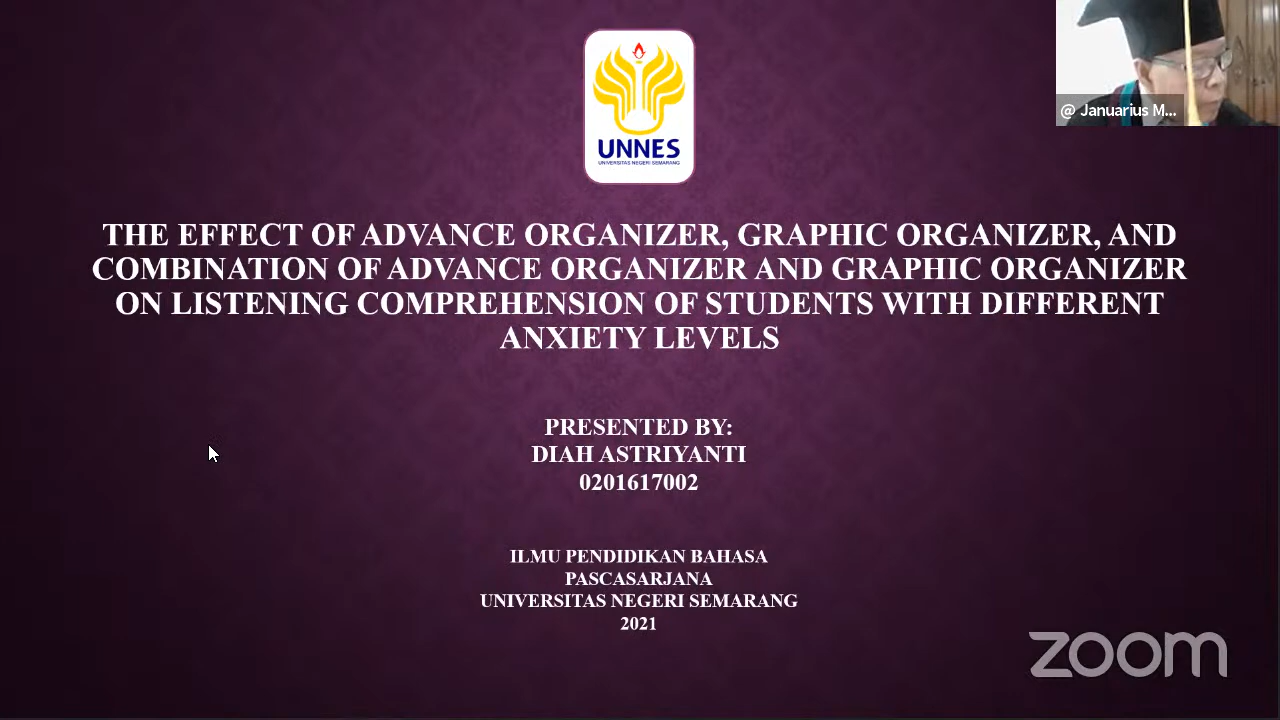 @ Januarius M...
UNNES
UNIVERSITAS NEGERI SEMARANG
THE EFFECT OF ADVANCE ORGANIZER, GRAPHIC ORGANIZER, AND
COMBINATION OF ADVANCE ORGANIZER AND GRAPHIC ORGANIZER
ON LISTENING COMPREHENSION OF STUDENTS WITH DIFFERENT
ANXIETY LEVELS
PRESENTED BY:
DIAH ASTRIYANTI
0201617002
ILMU PENDIDIKAN BAHASA
PASCASARJANA
UNIVERSITAS NEGERI SEMARANG
2021
zoom